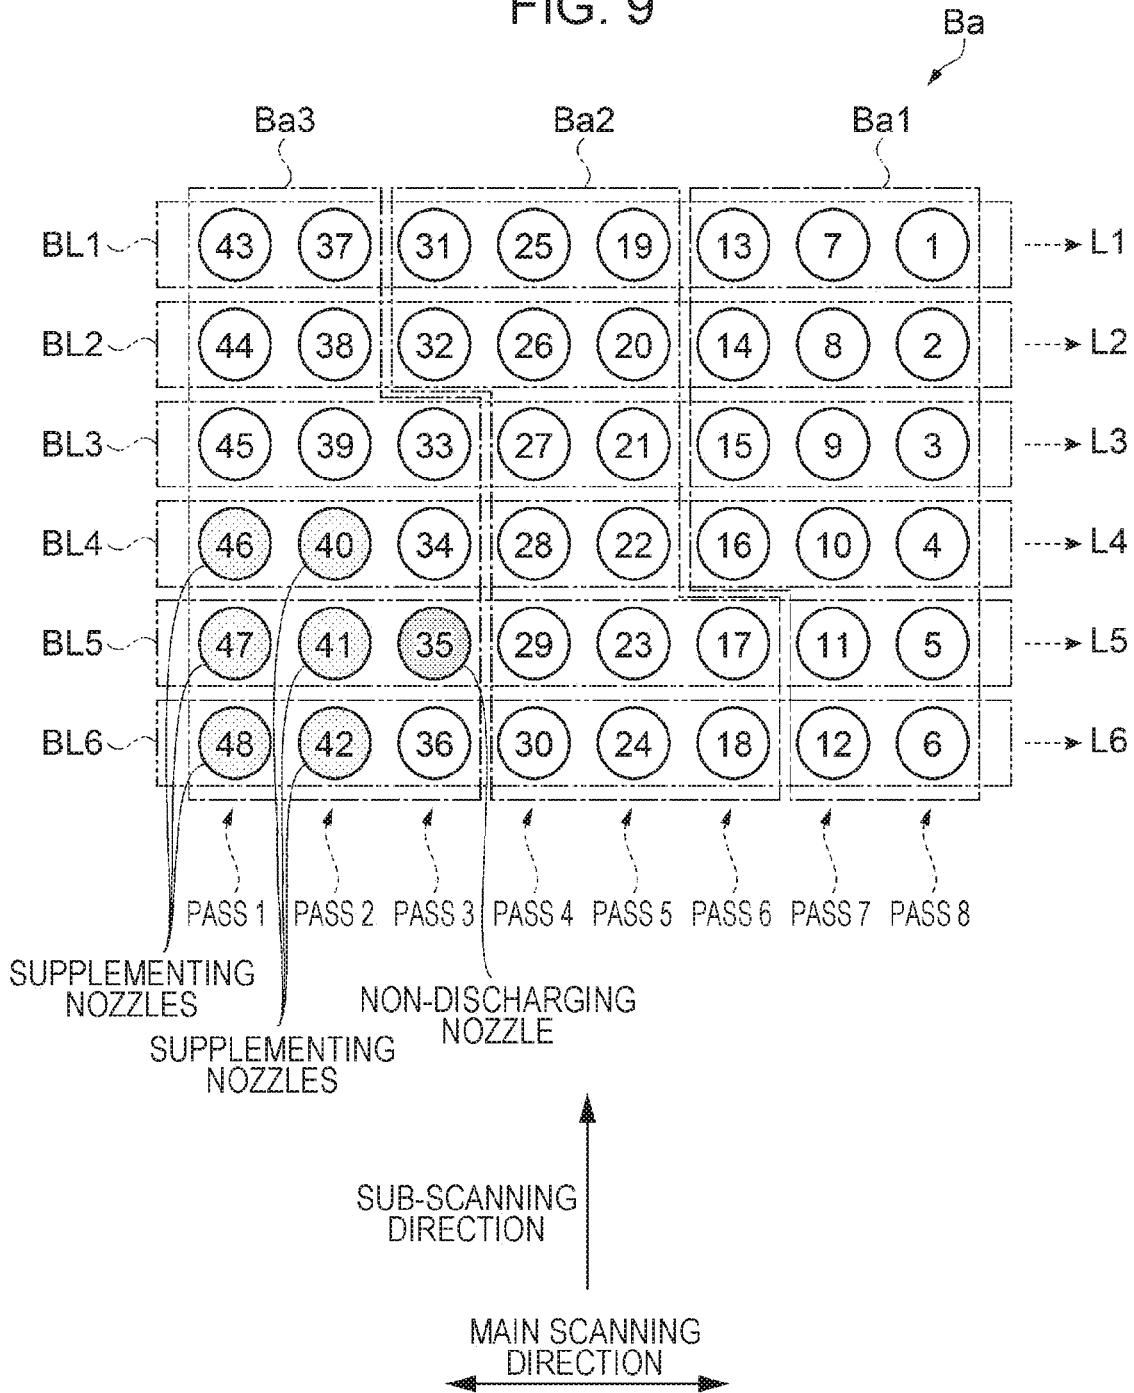 FIG. 9
Ba
Ba3 Ba2 Ba1
BL1 43 37 31 25 19 13 7 1 L1
BL2 44 38 32 26 20 14 8 2 L2
BL3 45 39 33 27 21 15 9 3 L3
BL4 46 40 34 28 22 16 10 4 L4
BL5 47 41 35 29 23 17 11 5 L5
BL6 48 42 36 30 24 18 12 6 L6
PASS 1 PASS 2 PASS 3 PASS 4 PASS 5 PASS 6 PASS 7 PASS 8
SUPPLEMENTING
NOZZLES
NON-DISCHARGING
NOZZLE
SUPPLEMENTING
NOZZLES
SUB-SCANNING
DIRECTION
MAIN SCANNING
DIRECTION